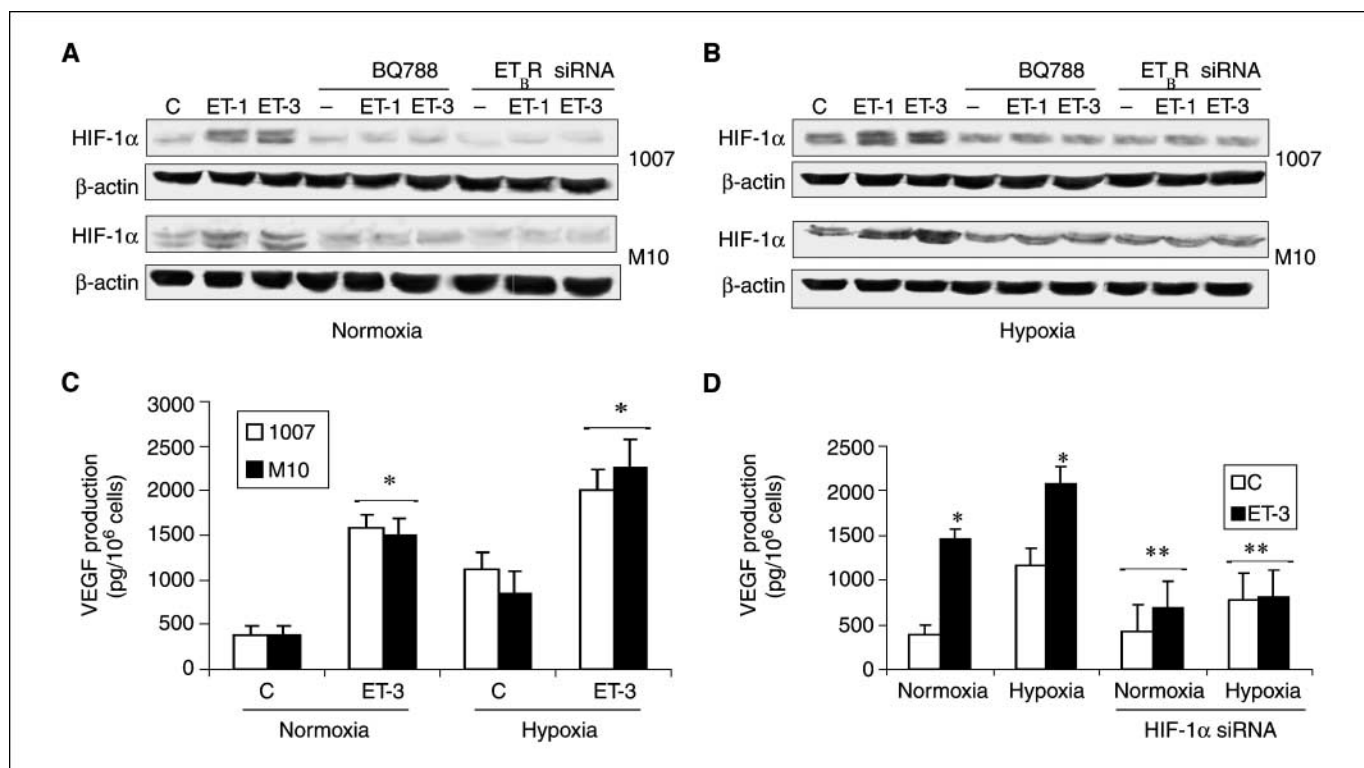 A
BQ788 ETBR siRNA
C ET-1 ET-3 – ET-1 ET-3 – ET-1 ET-3
HIF-1α
1007
β-actin
HIF-1α
M10
β-actin
Normoxia
B
BQ788 ETBR siRNA
C ET-1 ET-3 – ET-1 ET-3 – ET-1 ET-3
HIF-1α
1007
β-actin
HIF-1α
M10
β-actin
Hypoxia
C
VEGF production
(pg/10⁶ cells)
3000
2500
2000
1500
1000
500
0
1007
M10
*
*
C ET-3 C ET-3
Normoxia Hypoxia
D
VEGF production
(pg/10⁶ cells)
2500
2000
1500
1000
500
0
C
ET-3
*
*
**
**
Normoxia Hypoxia Normoxia Hypoxia
HIF-1α siRNA